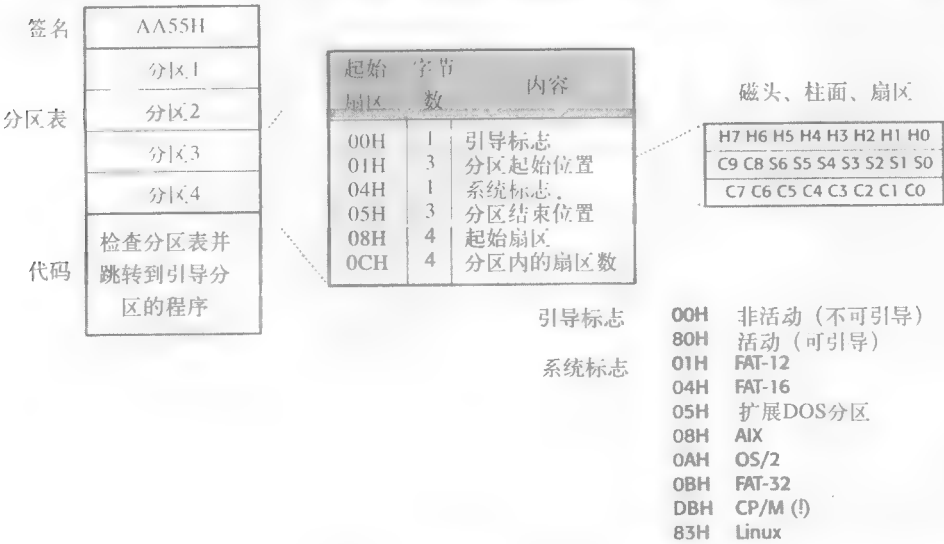 签名
AA55H
分区1
分区表
分区2
分区3
分区4
代码
检查分区表并
跳转到引导分
区的程序
起始 字节
扇区 数
内容
00H 1 引导标志
01H 3 分区起始位置
04H 1 系统标志
05H 3 分区结束位置
08H 4 起始扇区
0CH 4 分区内的扇区数
磁头、柱面、扇区
H7 H6 H5 H4 H3 H2 H1 H0
C9 C8 S6 S5 S4 S3 S2 S1 S0
C7 C6 C5 C4 C3 C2 C1 C0
引导标志 00H 非活动（不可引导）
80H 活动（可引导）
系统标志 01H FAT-12
04H FAT-16
05H 扩展DOS分区
08H AIX
0AH OS/2
0BH FAT-32
DBH CP/M (!)
83H Linux